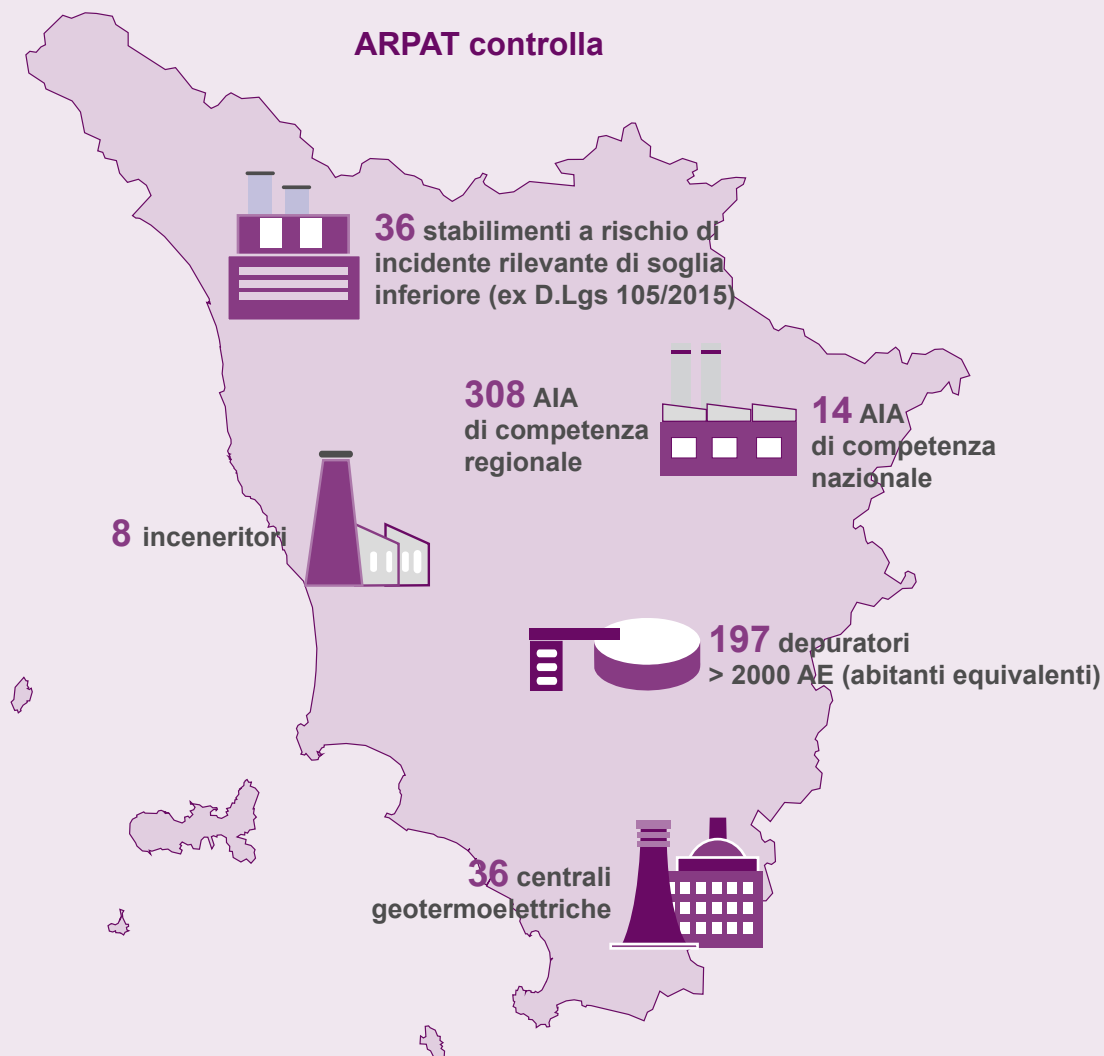 ARPAT controlla
36 stabilimenti a rischio di
incidente rilevante di soglia
inferiore (ex D.Lgs 105/2015)
308 AIA
di competenza
regionale
14 AIA
di competenza
nazionale
8 inceneritori
197 depuratori
> 2000 AE (abitanti equivalenti)
36 centrali
geotermoelettriche